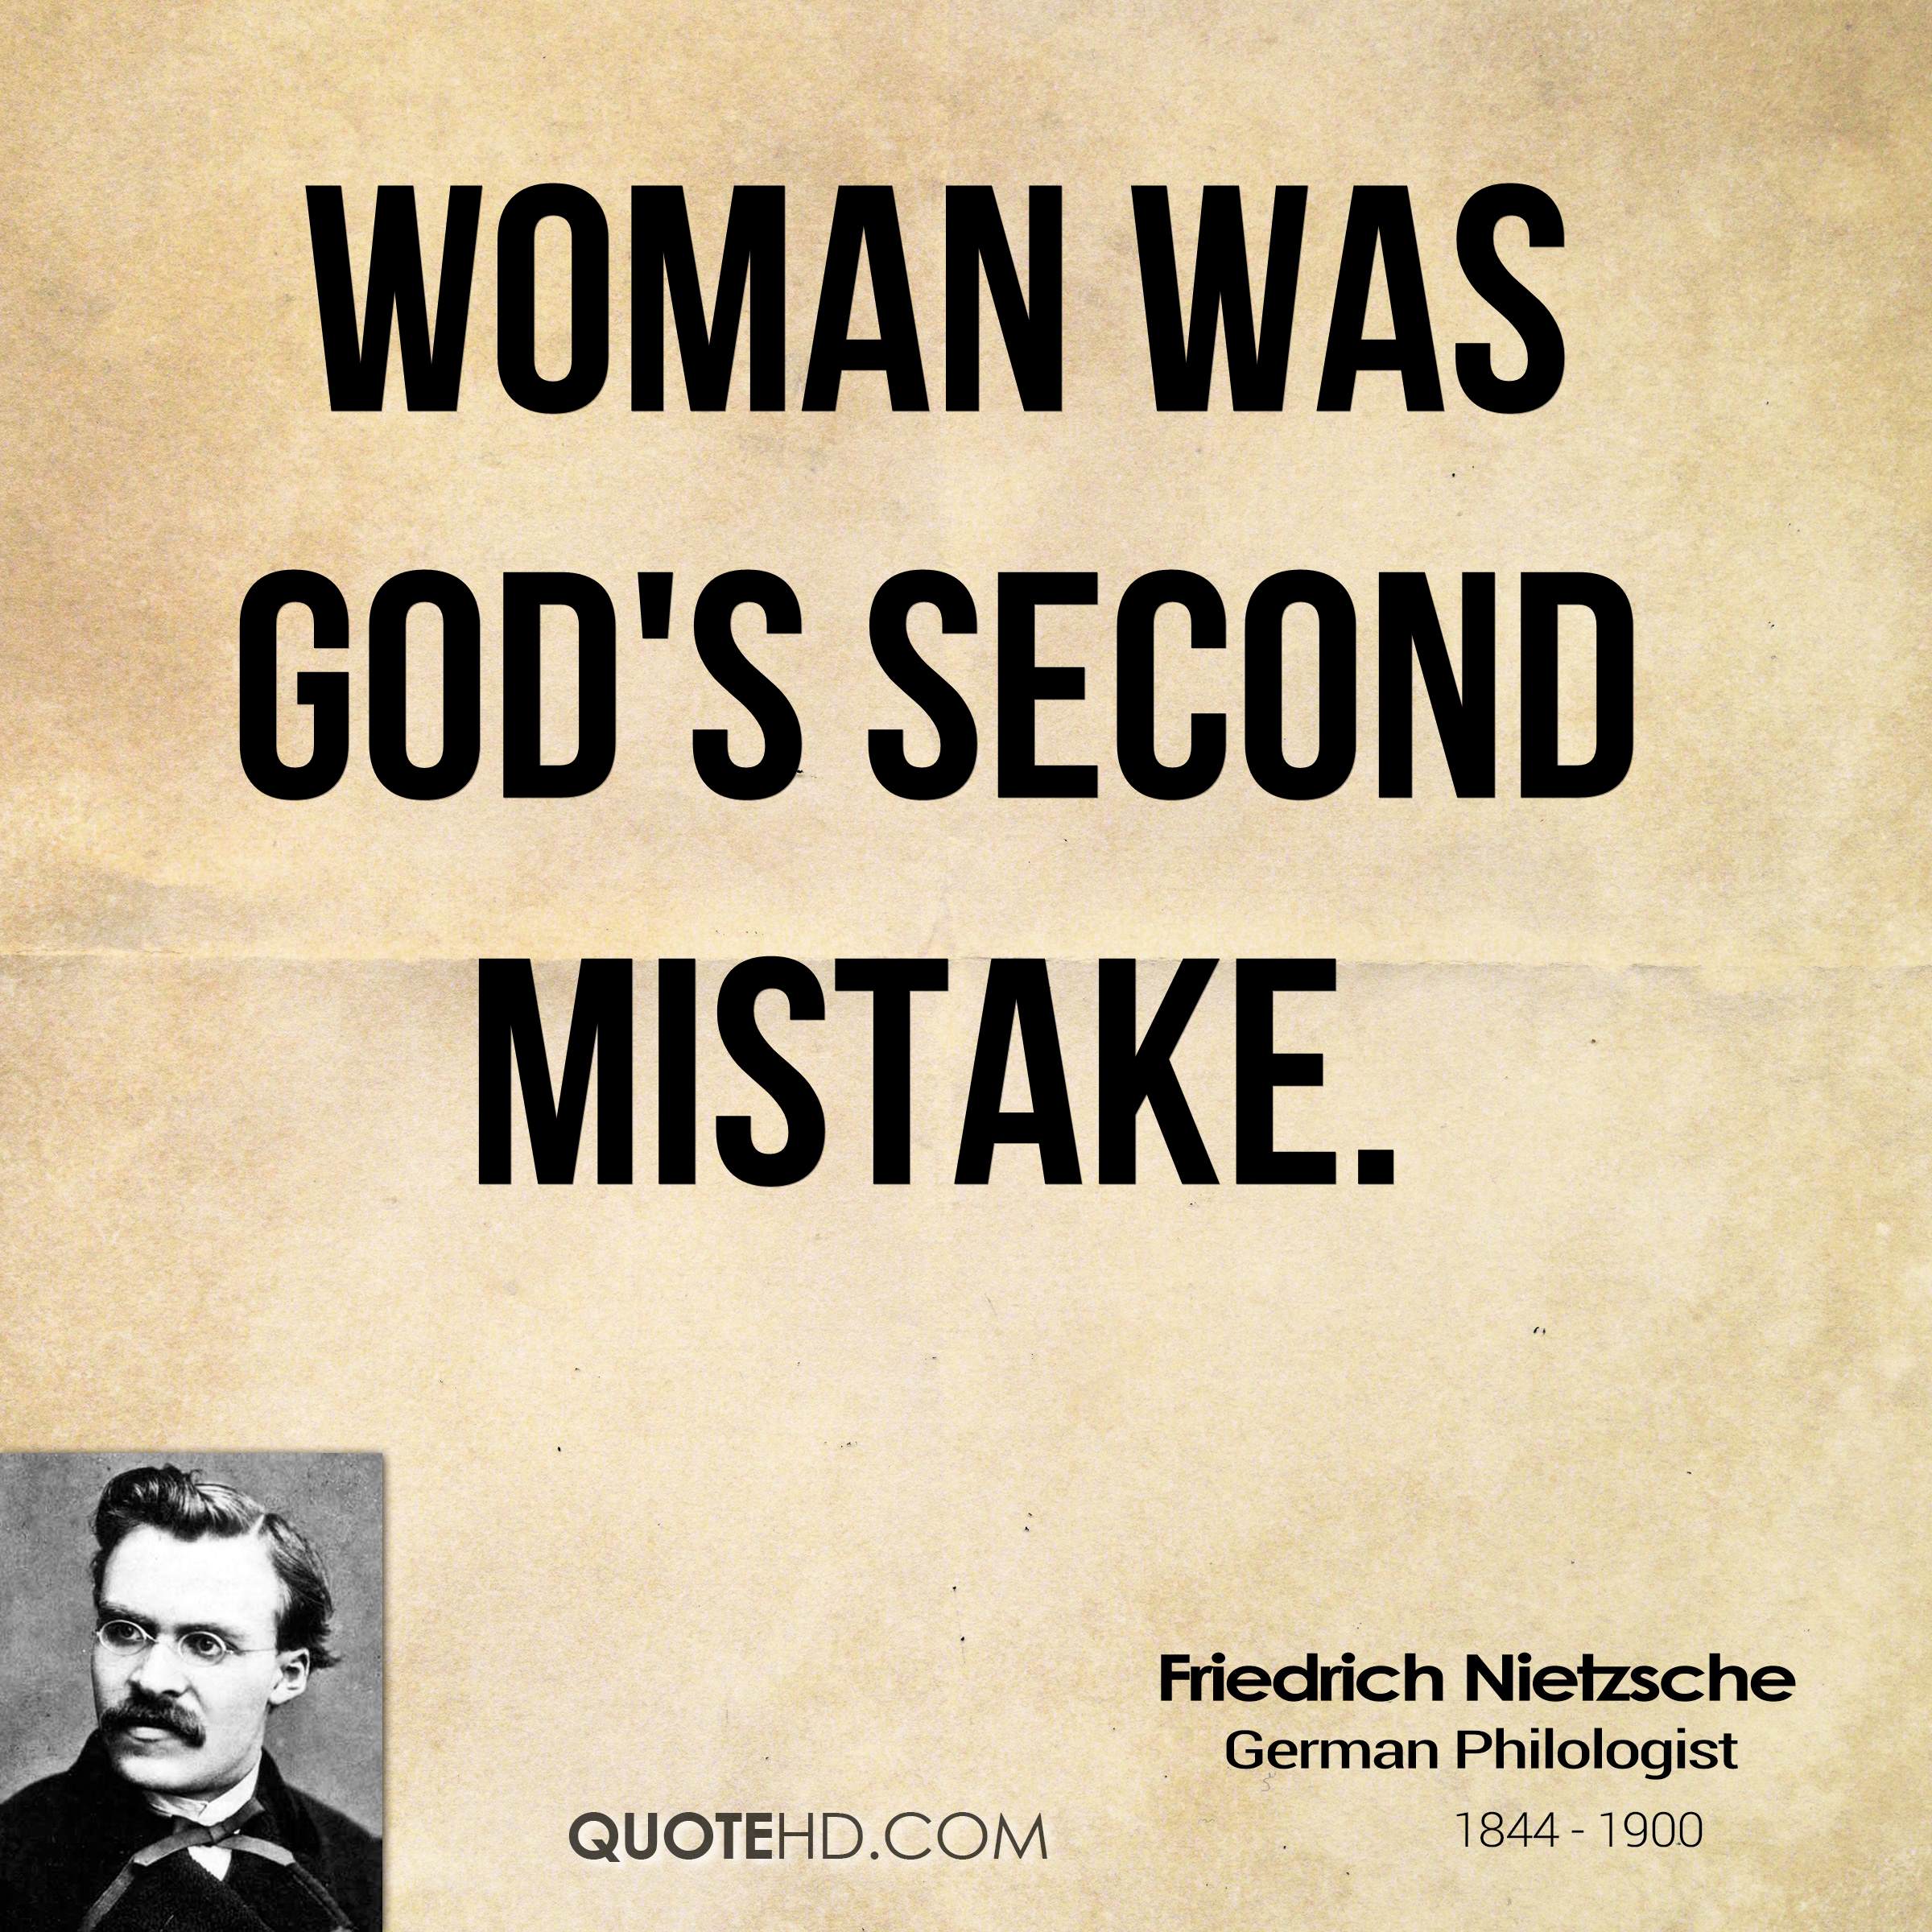 WOMAN WAS
GOD'S SECOND
MISTAKE.
Friedrich Nietzsche
German Philologist
1844 - 1900
QUOTEHD.COM